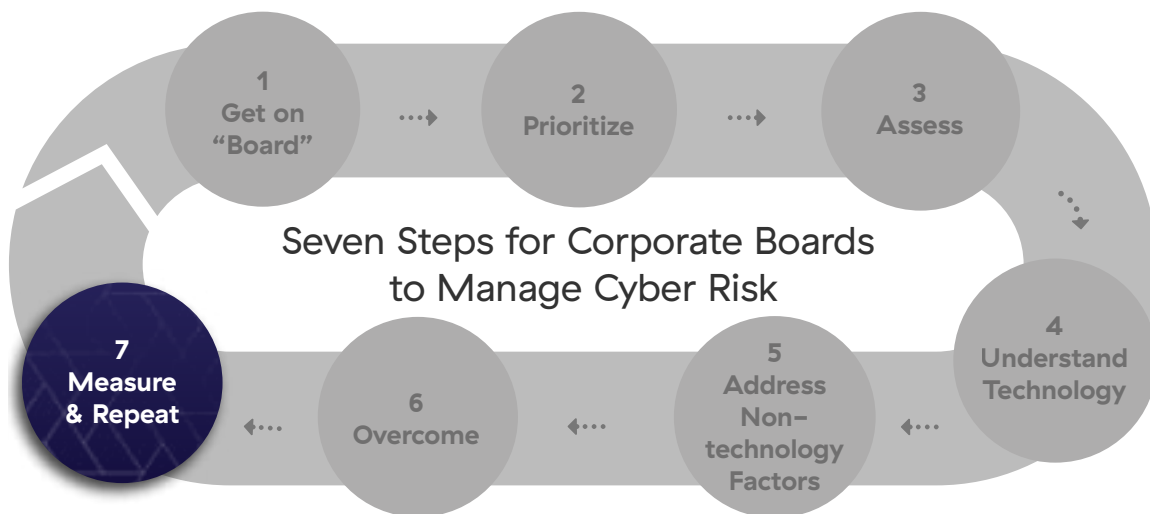 1
Get on
“Board”
2
Prioritize
3
Assess
Seven Steps for Corporate Boards
to Manage Cyber Risk
4
Understand
Technology
5
Address
Non-
technology
Factors
6
Overcome
7
Measure
& Repeat